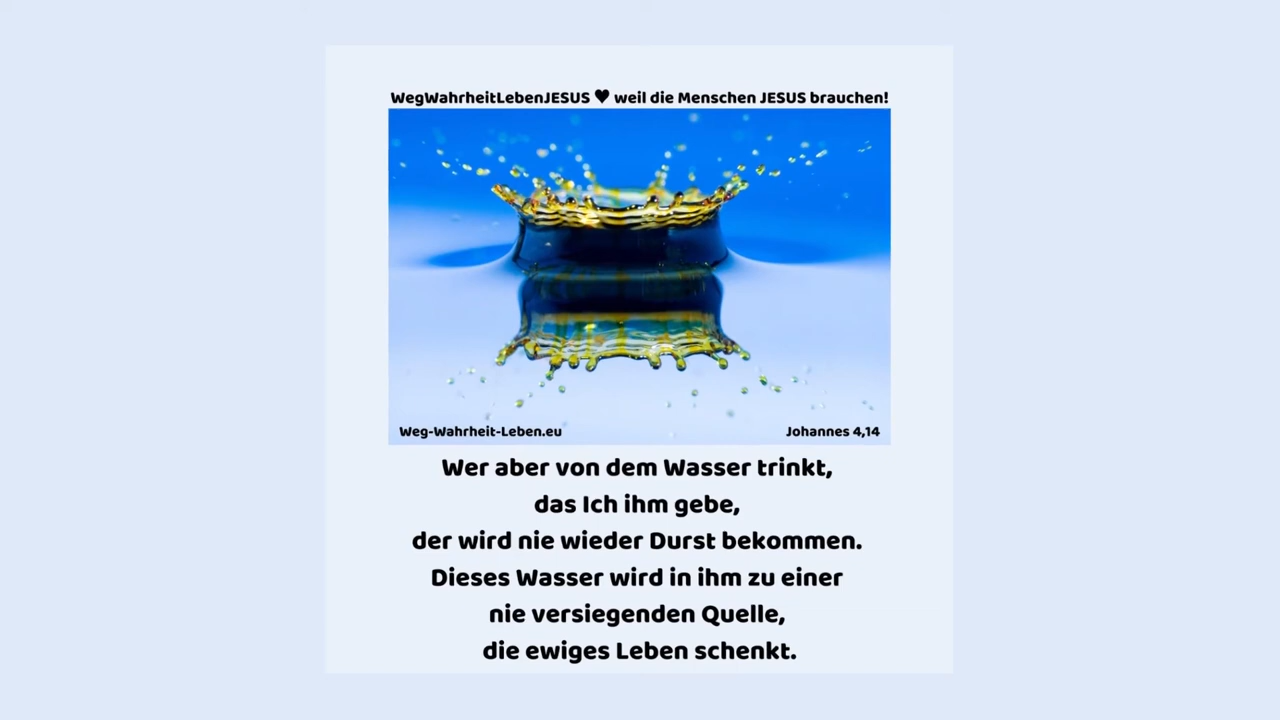 WegWahrheitLebenJESUS ♥ weil die Menschen JESUS brauchen!
Weg-Wahrheit-Leben.eu
Johannes 4,14
Wer aber von dem Wasser trinkt,
das Ich ihm gebe,
der wird nie wieder Durst bekommen.
Dieses Wasser wird in ihm zu einer
nie versiegenden Quelle,
die ewiges Leben schenkt.